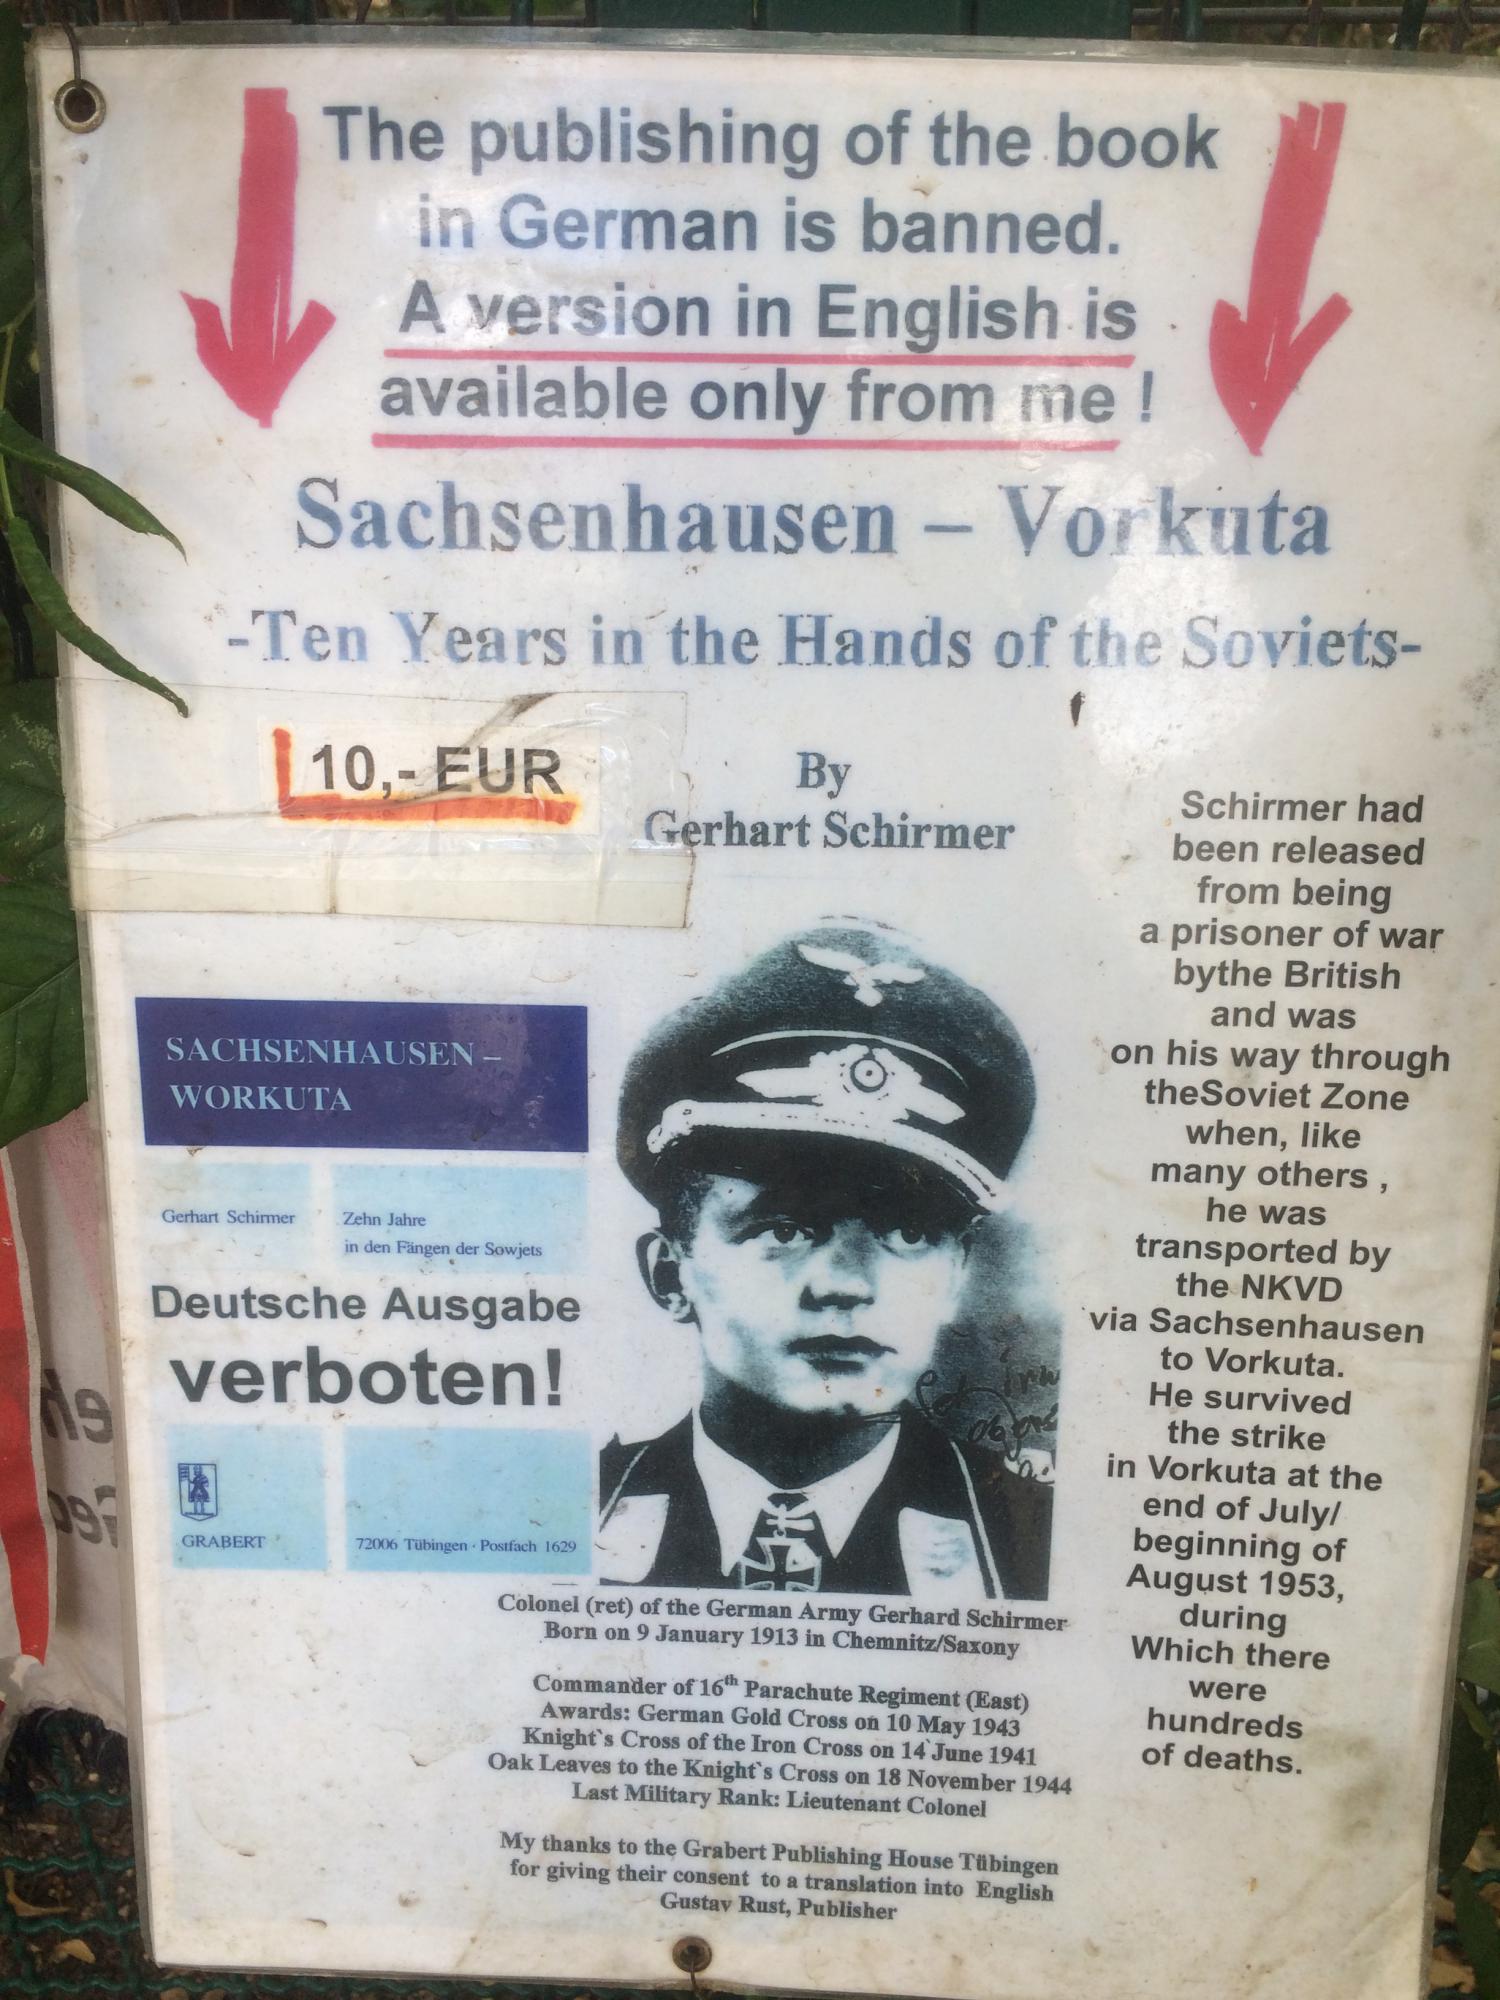 The publishing of the book
in German is banned.
A version in English is
available only from me !
Sachsenhausen – Vorkuta
-Ten Years in the Hands of the Soviets-
10,- EUR
By
Gerhart Schirmer
SACHSENHAUSEN –
WORKUTA
Gerhart Schirmer
Zehn Jahre
in den Fängen der Sowjets
Deutsche Ausgabe
verboten!
GRABERT
72006 Tübingen · Postfach 1629
Colonel (ret) of the German Army Gerhard Schirmer
Born on 9 January 1913 in Chemnitz/Saxony
Commander of 16th Parachute Regiment (East)
Awards: German Gold Cross on 10 May 1943
Knight`s Cross of the Iron Cross on 14 June 1941
Oak Leaves to the Knight`s Cross on 18 November 1944
Last Military Rank: Lieutenant Colonel
My thanks to the Grabert Publishing House Tübingen
for giving their consent to a translation into English
Gustav Rust, Publisher
Schirmer had
been released
from being
a prisoner of war
bythe British
and was
on his way through
theSoviet Zone
when, like
many others ,
he was
transported by
the NKVD
via Sachsenhausen
to Vorkuta.
He survived
the strike
in Vorkuta at the
end of July/
beginning of
August 1953,
during
Which there
were
hundreds
of deaths.